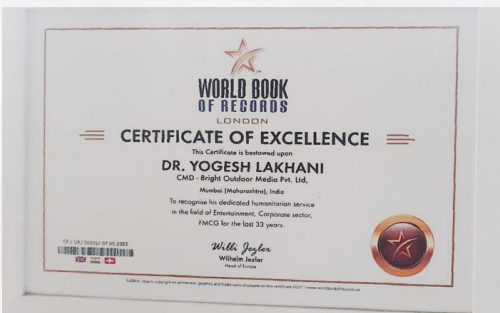 WORLD BOOK
OF RECORDS
LONDON
CERTIFICATE OF EXCELLENCE
This Certificate is bestowed upon
DR. YOGESH LAKHANI
CMD - Bright Outdoor Media Pvt. Ltd,
Mumbai (Maharashtra), India
To recognise his dedicated humanitarian service
in the field of Entertainment, Corporate sector,
FMCG for the last 33 years.
Willi Jezler
Wilhelm Jezler
Head of Europe